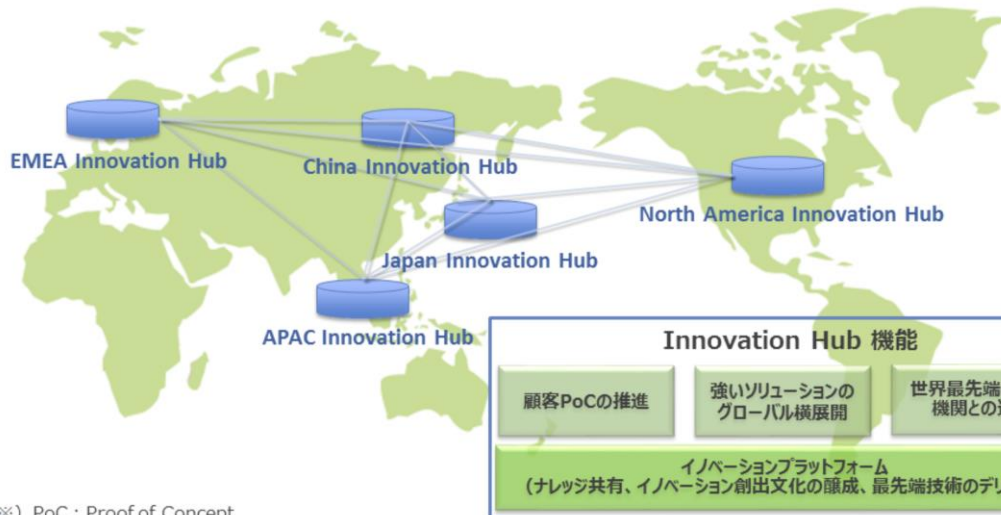 EMEA Innovation Hub
China Innovation Hub
North America Innovation Hub
Japan Innovation Hub
APAC Innovation Hub
Innovation Hub 機能
顧客PoCの推進
強いソリューションの
グローバル横展開
世界最先端
機関との
イノベーションプラットフォーム
(ナレッジ共有、イノベーション創出文化の醸成、最先端技術のデリ
※) PoC : Proof of Concept